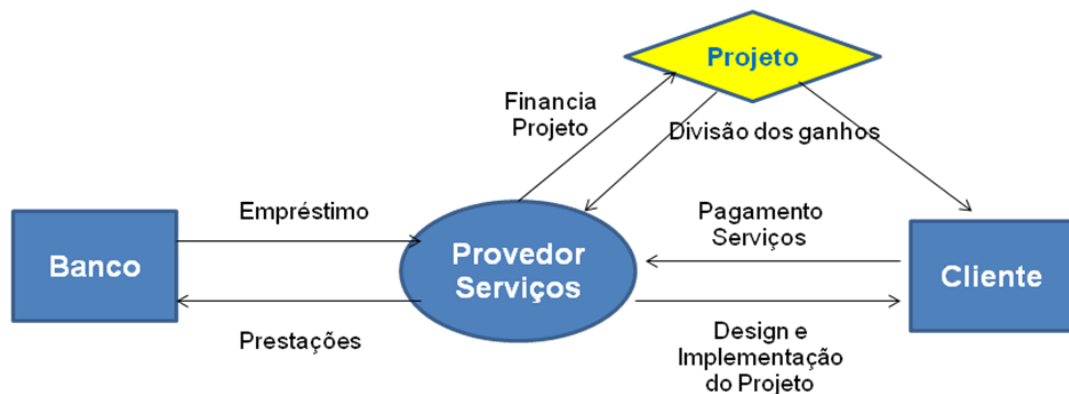 Projeto
Financia
Projeto
Divisão dos ganhos
Empréstimo
Pagamento
Serviços
Banco
Provedor
Serviços
Cliente
Prestações
Design e
Implementação
do Projeto